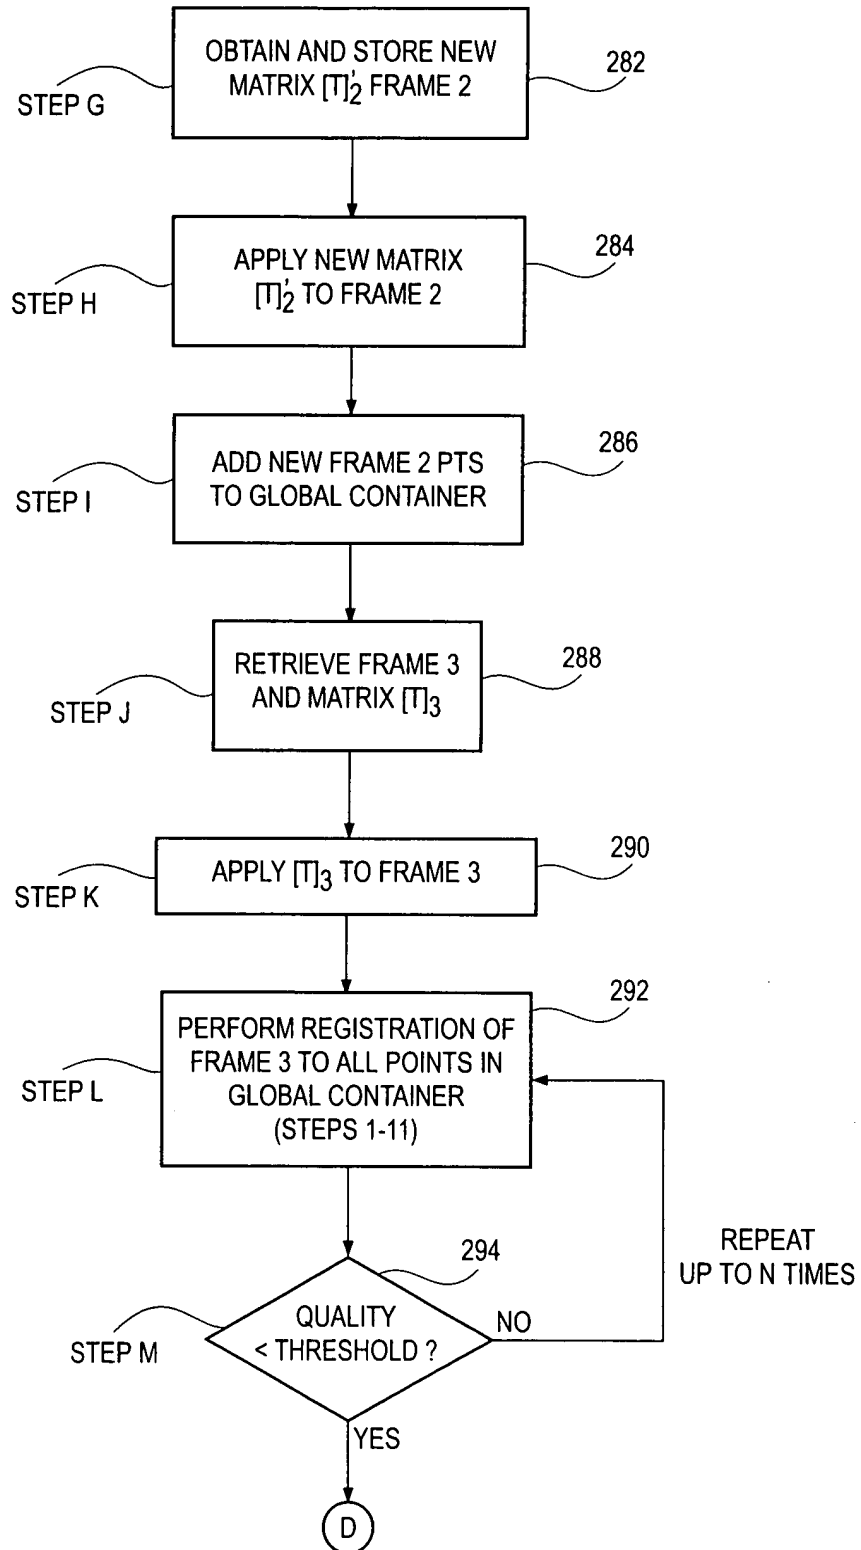 OBTAIN AND STORE NEW
MATRIX [T]'2 FRAME 2
282
STEP G
APPLY NEW MATRIX
[T]'2 TO FRAME 2
284
STEP H
ADD NEW FRAME 2 PTS
TO GLOBAL CONTAINER
286
STEP I
RETRIEVE FRAME 3
AND MATRIX [T]3
288
STEP J
APPLY [T]3 TO FRAME 3
290
STEP K
PERFORM REGISTRATION OF
FRAME 3 TO ALL POINTS IN
GLOBAL CONTAINER
(STEPS 1-11)
292
STEP L
REPEAT
UP TO N TIMES
294
QUALITY
< THRESHOLD ?
NO
STEP M
YES
D